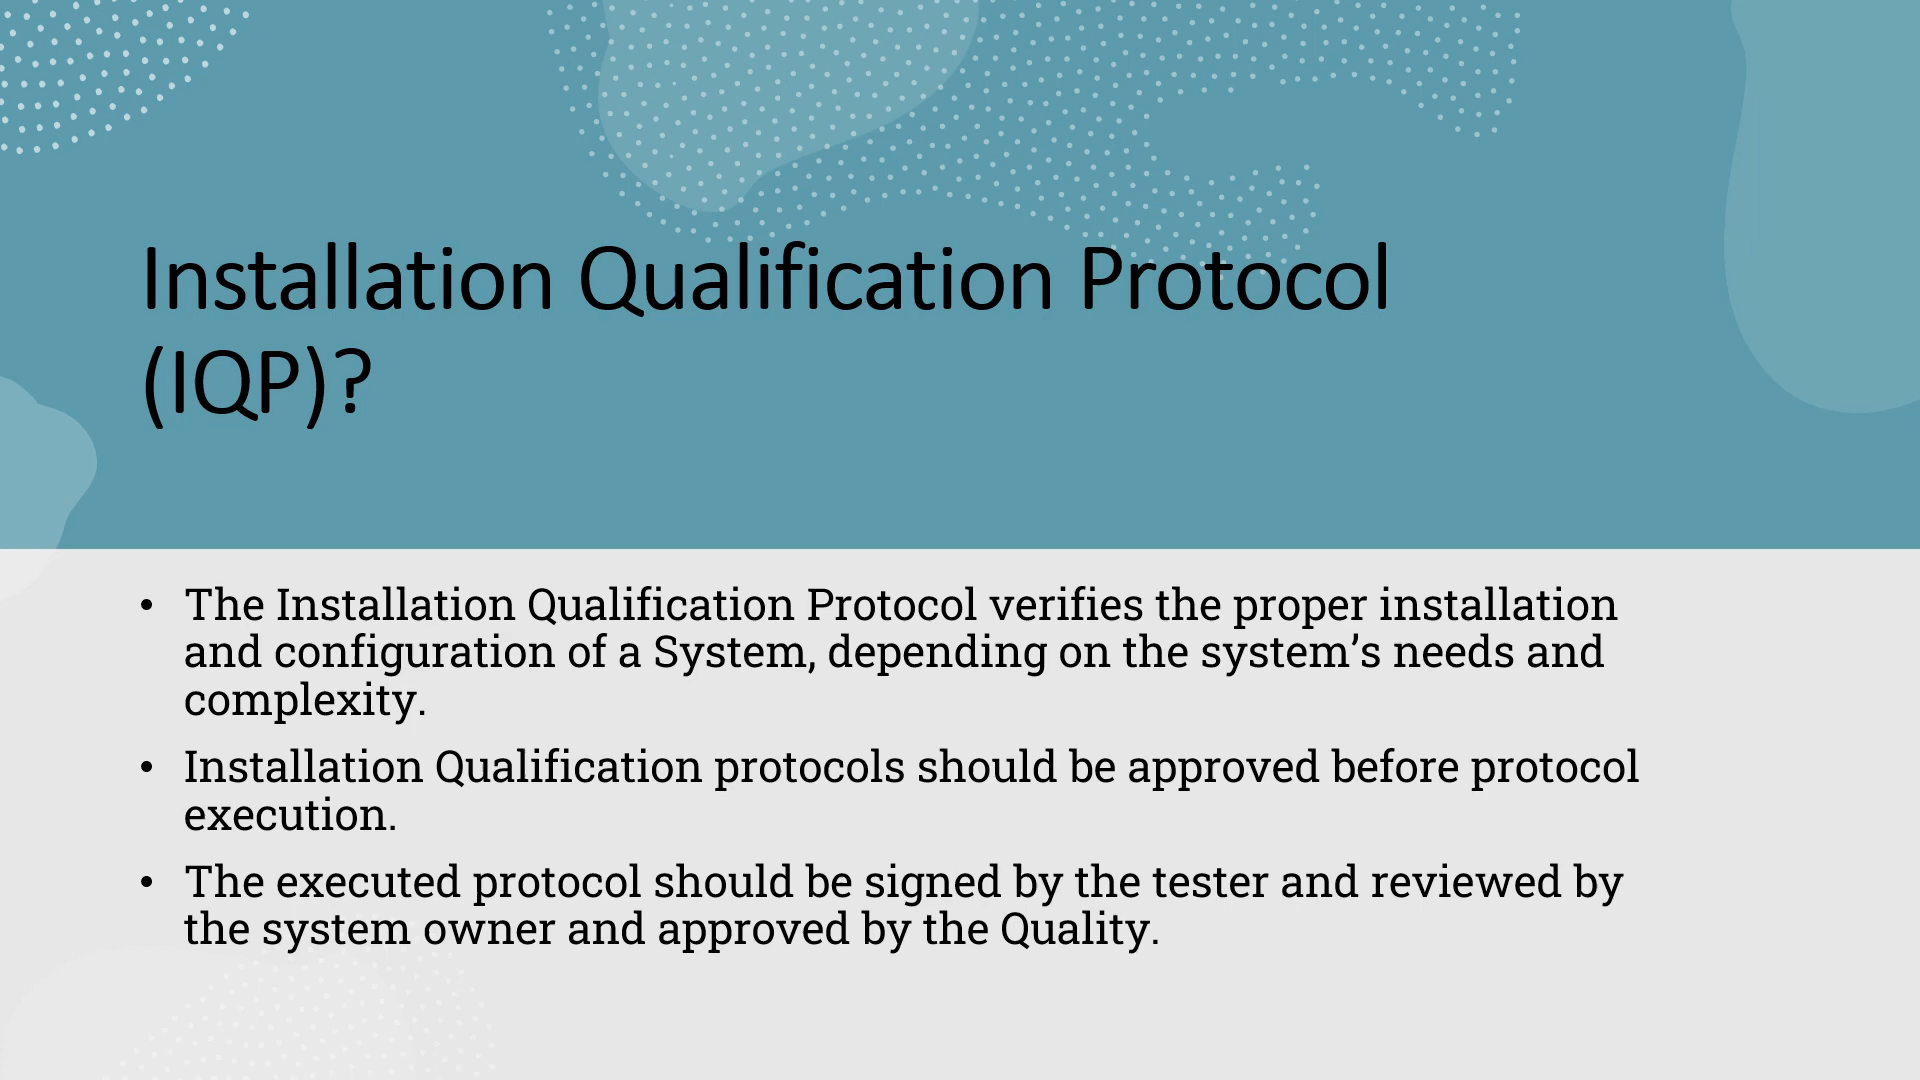 Installation Qualification Protocol
(IQP)?
• The Installation Qualification Protocol verifies the proper installation
and configuration of a System, depending on the system’s needs and
complexity.
• Installation Qualification protocols should be approved before protocol
execution.
• The executed protocol should be signed by the tester and reviewed by
the system owner and approved by the Quality.